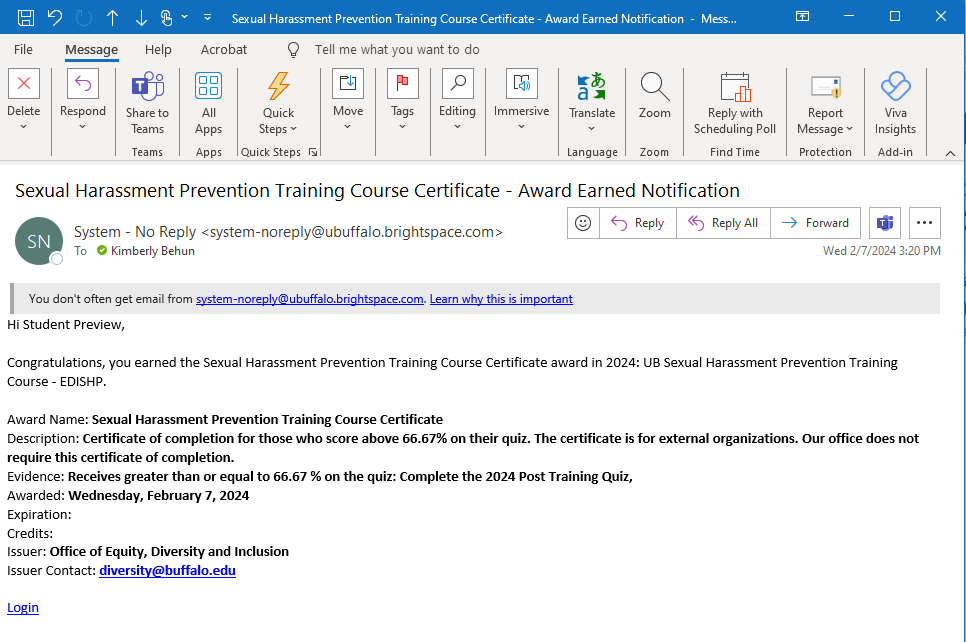 Sexual Harassment Prevention Training Course Certificate - Award Earned Notification - Mess...
File Message Help Acrobat Tell me what you want to do
Delete Respond Share to Teams All Apps Quick Steps Move Tags Editing Immersive Translate Zoom Reply with Scheduling Poll Report Message Viva Insights
Teams Apps Quick Steps Language Zoom Find Time Protection Add-in
Sexual Harassment Prevention Training Course Certificate - Award Earned Notification
SN
System - No Reply <system-noreply@ubuffalo.brightspace.com>
To Kimberly Behun
Reply Reply All Forward
Wed 2/7/2024 3:20 PM
You don't often get email from system-noreply@ubuffalo.brightspace.com. Learn why this is important
Hi Student Preview,
Congratulations, you earned the Sexual Harassment Prevention Training Course Certificate award in 2024: UB Sexual Harassment Prevention Training
Course - EDISHP.
Award Name: Sexual Harassment Prevention Training Course Certificate
Description: Certificate of completion for those who score above 66.67% on their quiz. The certificate is for external organizations. Our office does not
require this certificate of completion.
Evidence: Receives greater than or equal to 66.67 % on the quiz: Complete the 2024 Post Training Quiz,
Awarded: Wednesday, February 7, 2024
Expiration:
Credits:
Issuer: Office of Equity, Diversity and Inclusion
Issuer Contact: diversity@buffalo.edu
Login